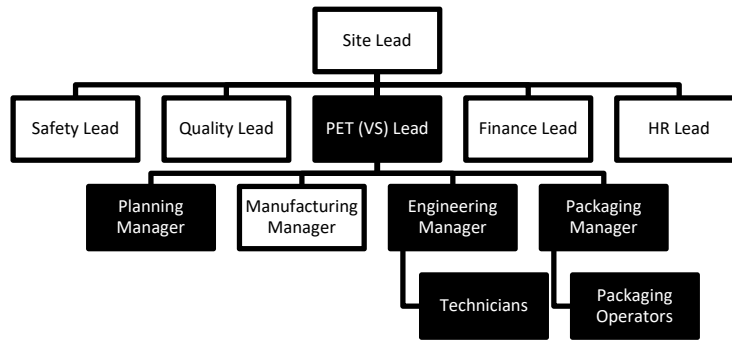 Site Lead
Safety Lead
Quality Lead
PET (VS) Lead
Finance Lead
HR Lead
Planning
Manager
Manufacturing
Manager
Engineering
Manager
Packaging
Manager
Technicians
Packaging
Operators